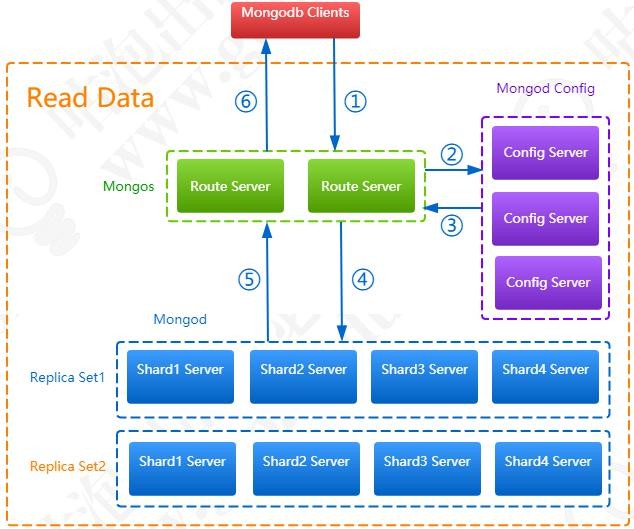 Mongodb Clients
Read Data
⑥
①
Mongod Config
Config Server
Config Server
Config Server
②
③
Mongos
Route Server
Route Server
⑤
④
Mongod
Replica Set1
Shard1 Server
Shard2 Server
Shard3 Server
Shard4 Server
Replica Set2
Shard1 Server
Shard2 Server
Shard3 Server
Shard4 Server